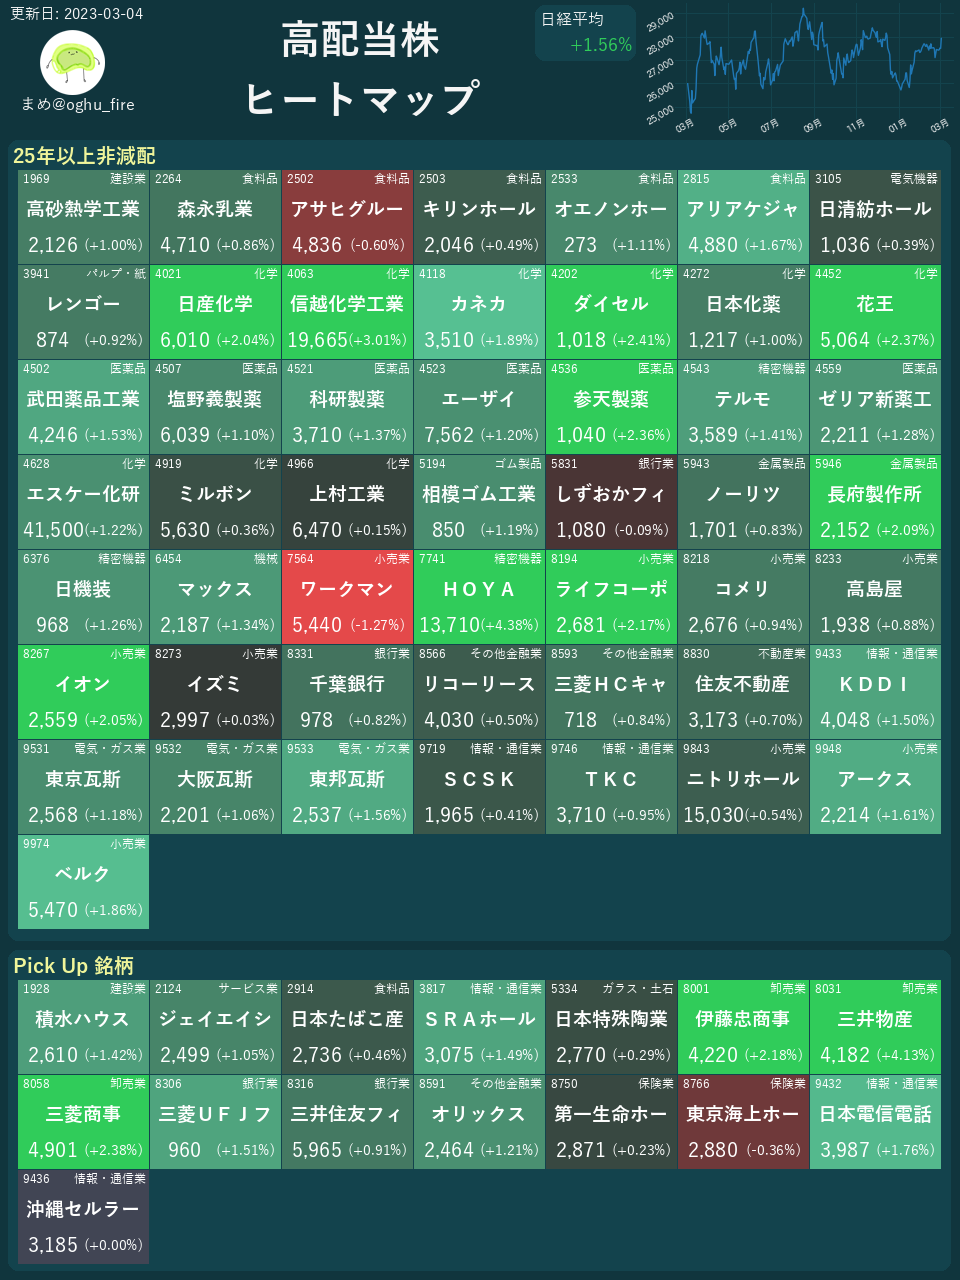 更新日: 2023-03-04
まめ@oghu_fire
高配当株
ヒートマップ
日経平均
+1.56%
29,000
28,000
27,000
26,000
25,000
03月 05月 07月 09月 11月 01月 03月
25年以上非減配
1969 建設業 2264 食料品 2502 食料品 2503 食料品 2533 食料品 2815 食料品 3105 電気機器
高砂熱学工業 森永乳業 アサヒグルー キリンホール オエノンホー アリアケジャ 日清紡ホール
2,126 (+1.00%) 4,710 (+0.86%) 4,836 (-0.60%) 2,046 (+0.49%) 273 (+1.11%) 4,880 (+1.67%) 1,036 (+0.39%)
3941 パルプ・紙 4021 化学 4063 化学 4118 化学 4202 化学 4272 化学 4452 化学
レンゴー 日産化学 信越化学工業 カネカ ダイセル 日本化薬 花王
874 (+0.92%) 6,010 (+2.04%) 19,665(+3.01%) 3,510 (+1.89%) 1,018 (+2.41%) 1,217 (+1.00%) 5,064 (+2.37%)
4502 医薬品 4507 医薬品 4521 医薬品 4523 医薬品 4536 医薬品 4543 精密機器 4559 医薬品
武田薬品工業 塩野義製薬 科研製薬 エーザイ 参天製薬 テルモ ゼリア新薬工
4,246 (+1.53%) 6,039 (+1.10%) 3,710 (+1.37%) 7,562 (+1.20%) 1,040 (+2.36%) 3,589 (+1.41%) 2,211 (+1.28%)
4628 化学 4919 化学 4966 化学 5194 ゴム製品 5831 銀行業 5943 金属製品 5946 金属製品
エスケー化研 ミルボン 上村工業 相模ゴム工業 しずおかフィ ノーリツ 長府製作所
41,500(+1.22%) 5,630 (+0.36%) 6,470 (+0.15%) 850 (+1.19%) 1,080 (-0.09%) 1,701 (+0.83%) 2,152 (+2.09%)
6376 精密機器 6454 機械 7564 小売業 7741 精密機器 8194 小売業 8218 小売業 8233 小売業
日機装 マックス ワークマン ＨＯＹＡ ライフコーポ コメリ 高島屋
968 (+1.26%) 2,187 (+1.34%) 5,440 (-1.27%) 13,710(+4.38%) 2,681 (+2.17%) 2,676 (+0.94%) 1,938 (+0.88%)
8267 小売業 8273 小売業 8331 銀行業 8566 その他金融業 8593 その他金融業 8830 不動産業 9433 情報・通信業
イオン イズミ 千葉銀行 リコーリース 三菱ＨＣキャ 住友不動産 ＫＤＤＩ
2,559 (+2.05%) 2,997 (+0.03%) 978 (+0.82%) 4,030 (+0.50%) 718 (+0.84%) 3,173 (+0.70%) 4,048 (+1.50%)
9531 電気・ガス業 9532 電気・ガス業 9533 電気・ガス業 9719 情報・通信業 9746 情報・通信業 9843 小売業 9948 小売業
東京瓦斯 大阪瓦斯 東邦瓦斯 ＳＣＳＫ ＴＫＣ ニトリホール アークス
2,568 (+1.18%) 2,201 (+1.06%) 2,537 (+1.56%) 1,965 (+0.41%) 3,710 (+0.95%) 15,030(+0.54%) 2,214 (+1.61%)
9974 小売業
ベルク
5,470 (+1.86%)
Pick Up 銘柄
1928 建設業 2124 サービス業 2914 食料品 3817 情報・通信業 5334 ガラス・土石 8001 卸売業 8031 卸売業
積水ハウス ジェイエイシ 日本たばこ産 ＳＲＡホール 日本特殊陶業 伊藤忠商事 三井物産
2,610 (+1.42%) 2,499 (+1.05%) 2,736 (+0.46%) 3,075 (+1.49%) 2,770 (+0.29%) 4,220 (+2.18%) 4,182 (+4.13%)
8058 卸売業 8306 銀行業 8316 銀行業 8591 その他金融業 8750 保険業 8766 保険業 9432 情報・通信業
三菱商事 三菱ＵＦＪフ 三井住友フィ オリックス 第一生命ホー 東京海上ホー 日本電信電話
4,901 (+2.38%) 960 (+1.51%) 5,965 (+0.91%) 2,464 (+1.21%) 2,871 (+0.23%) 2,880 (-0.36%) 3,987 (+1.76%)
9436 情報・通信業
沖縄セルラー
3,185 (+0.00%)